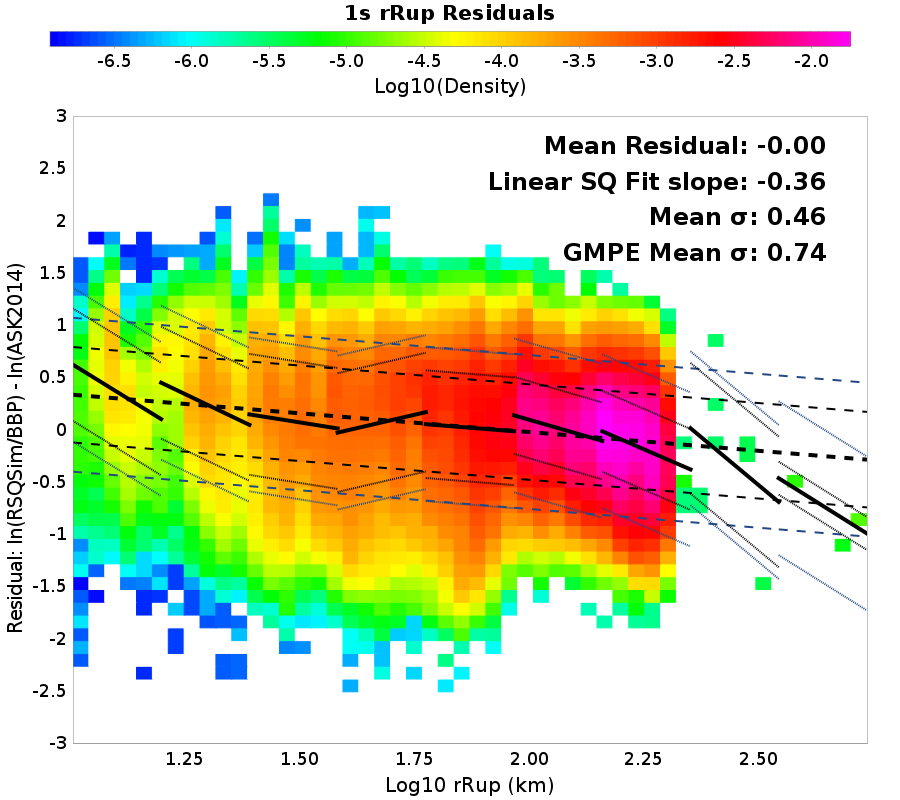 1s rRup Residuals
-6.5 -6.0 -5.5 -5.0 -4.5 -4.0 -3.5 -3.0 -2.5 -2.0
Log10(Density)
Mean Residual: -0.00
Linear SQ Fit slope: -0.36
Mean σ: 0.46
GMPE Mean σ: 0.74
3
2.5
2
1.5
1
0.5
0
-0.5
-1
-1.5
-2
-2.5
-3
Residual: ln(RSQSim/BBP) - ln(ASK2014)
1.25 1.50 1.75 2.00 2.25 2.50
Log10 rRup (km)